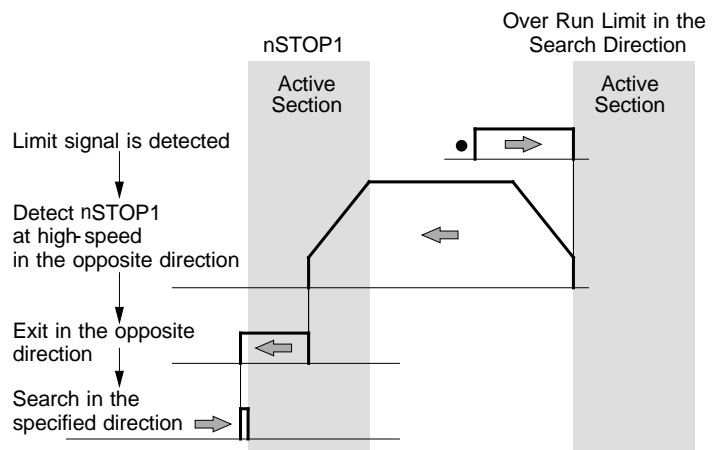 nSTOP1
Over Run Limit in the
Search Direction
Active
Section
Active
Section
Limit signal is detected
Detect nSTOP1
at high-speed
in the opposite direction
Exit in the opposite
direction
Search in the
specified direction